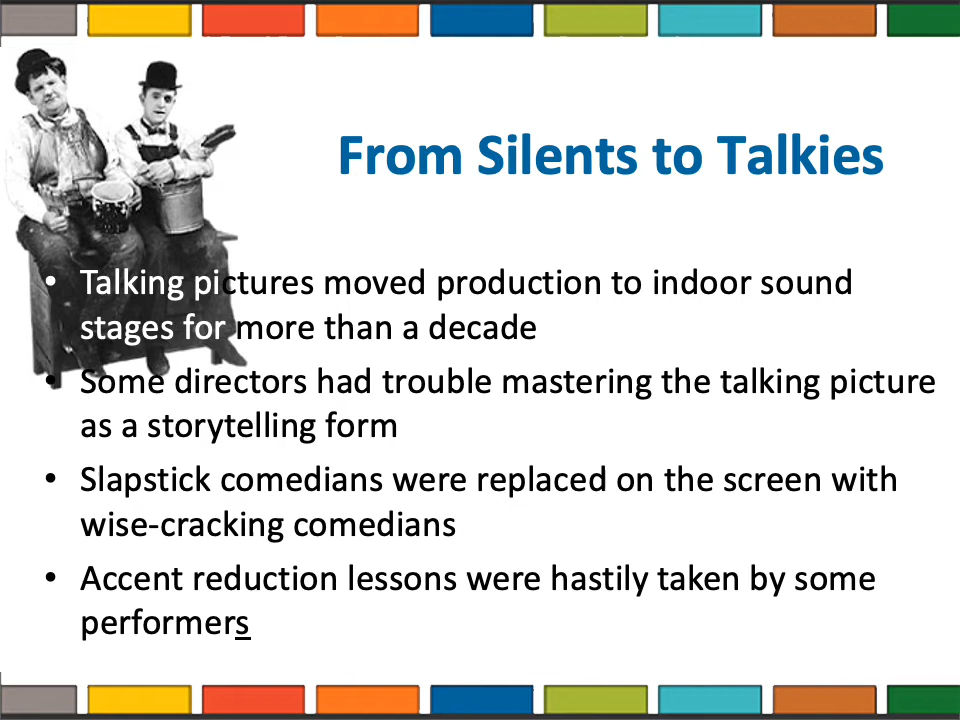 From Silents to Talkies
• Talking pictures moved production to indoor sound
stages for more than a decade
• Some directors had trouble mastering the talking picture
as a storytelling form
• Slapstick comedians were replaced on the screen with
wise-cracking comedians
• Accent reduction lessons were hastily taken by some
performers